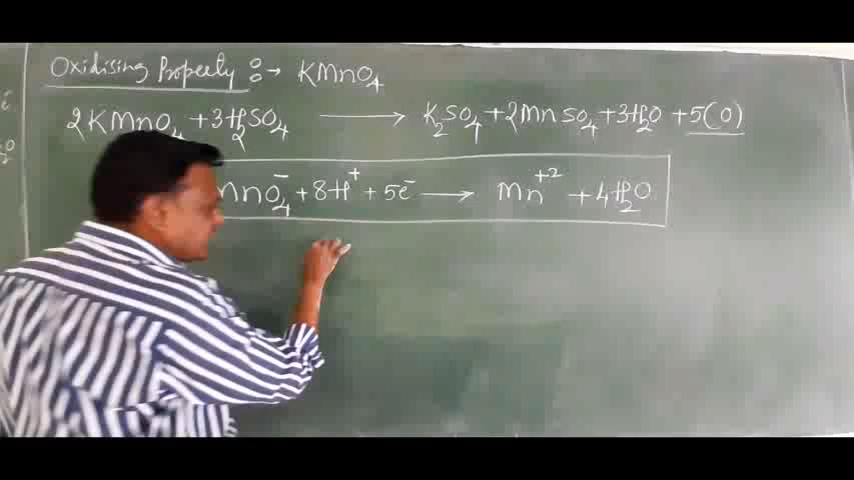 Oxidising Property :→ KMnO4
2KMnO4 + 3H2SO4 → K2SO4 + 2MnSO4 + 3H2O + 5(O)
MnO4⁻ + 8H⁺ + 5e⁻ → Mn⁺² + 4H2O